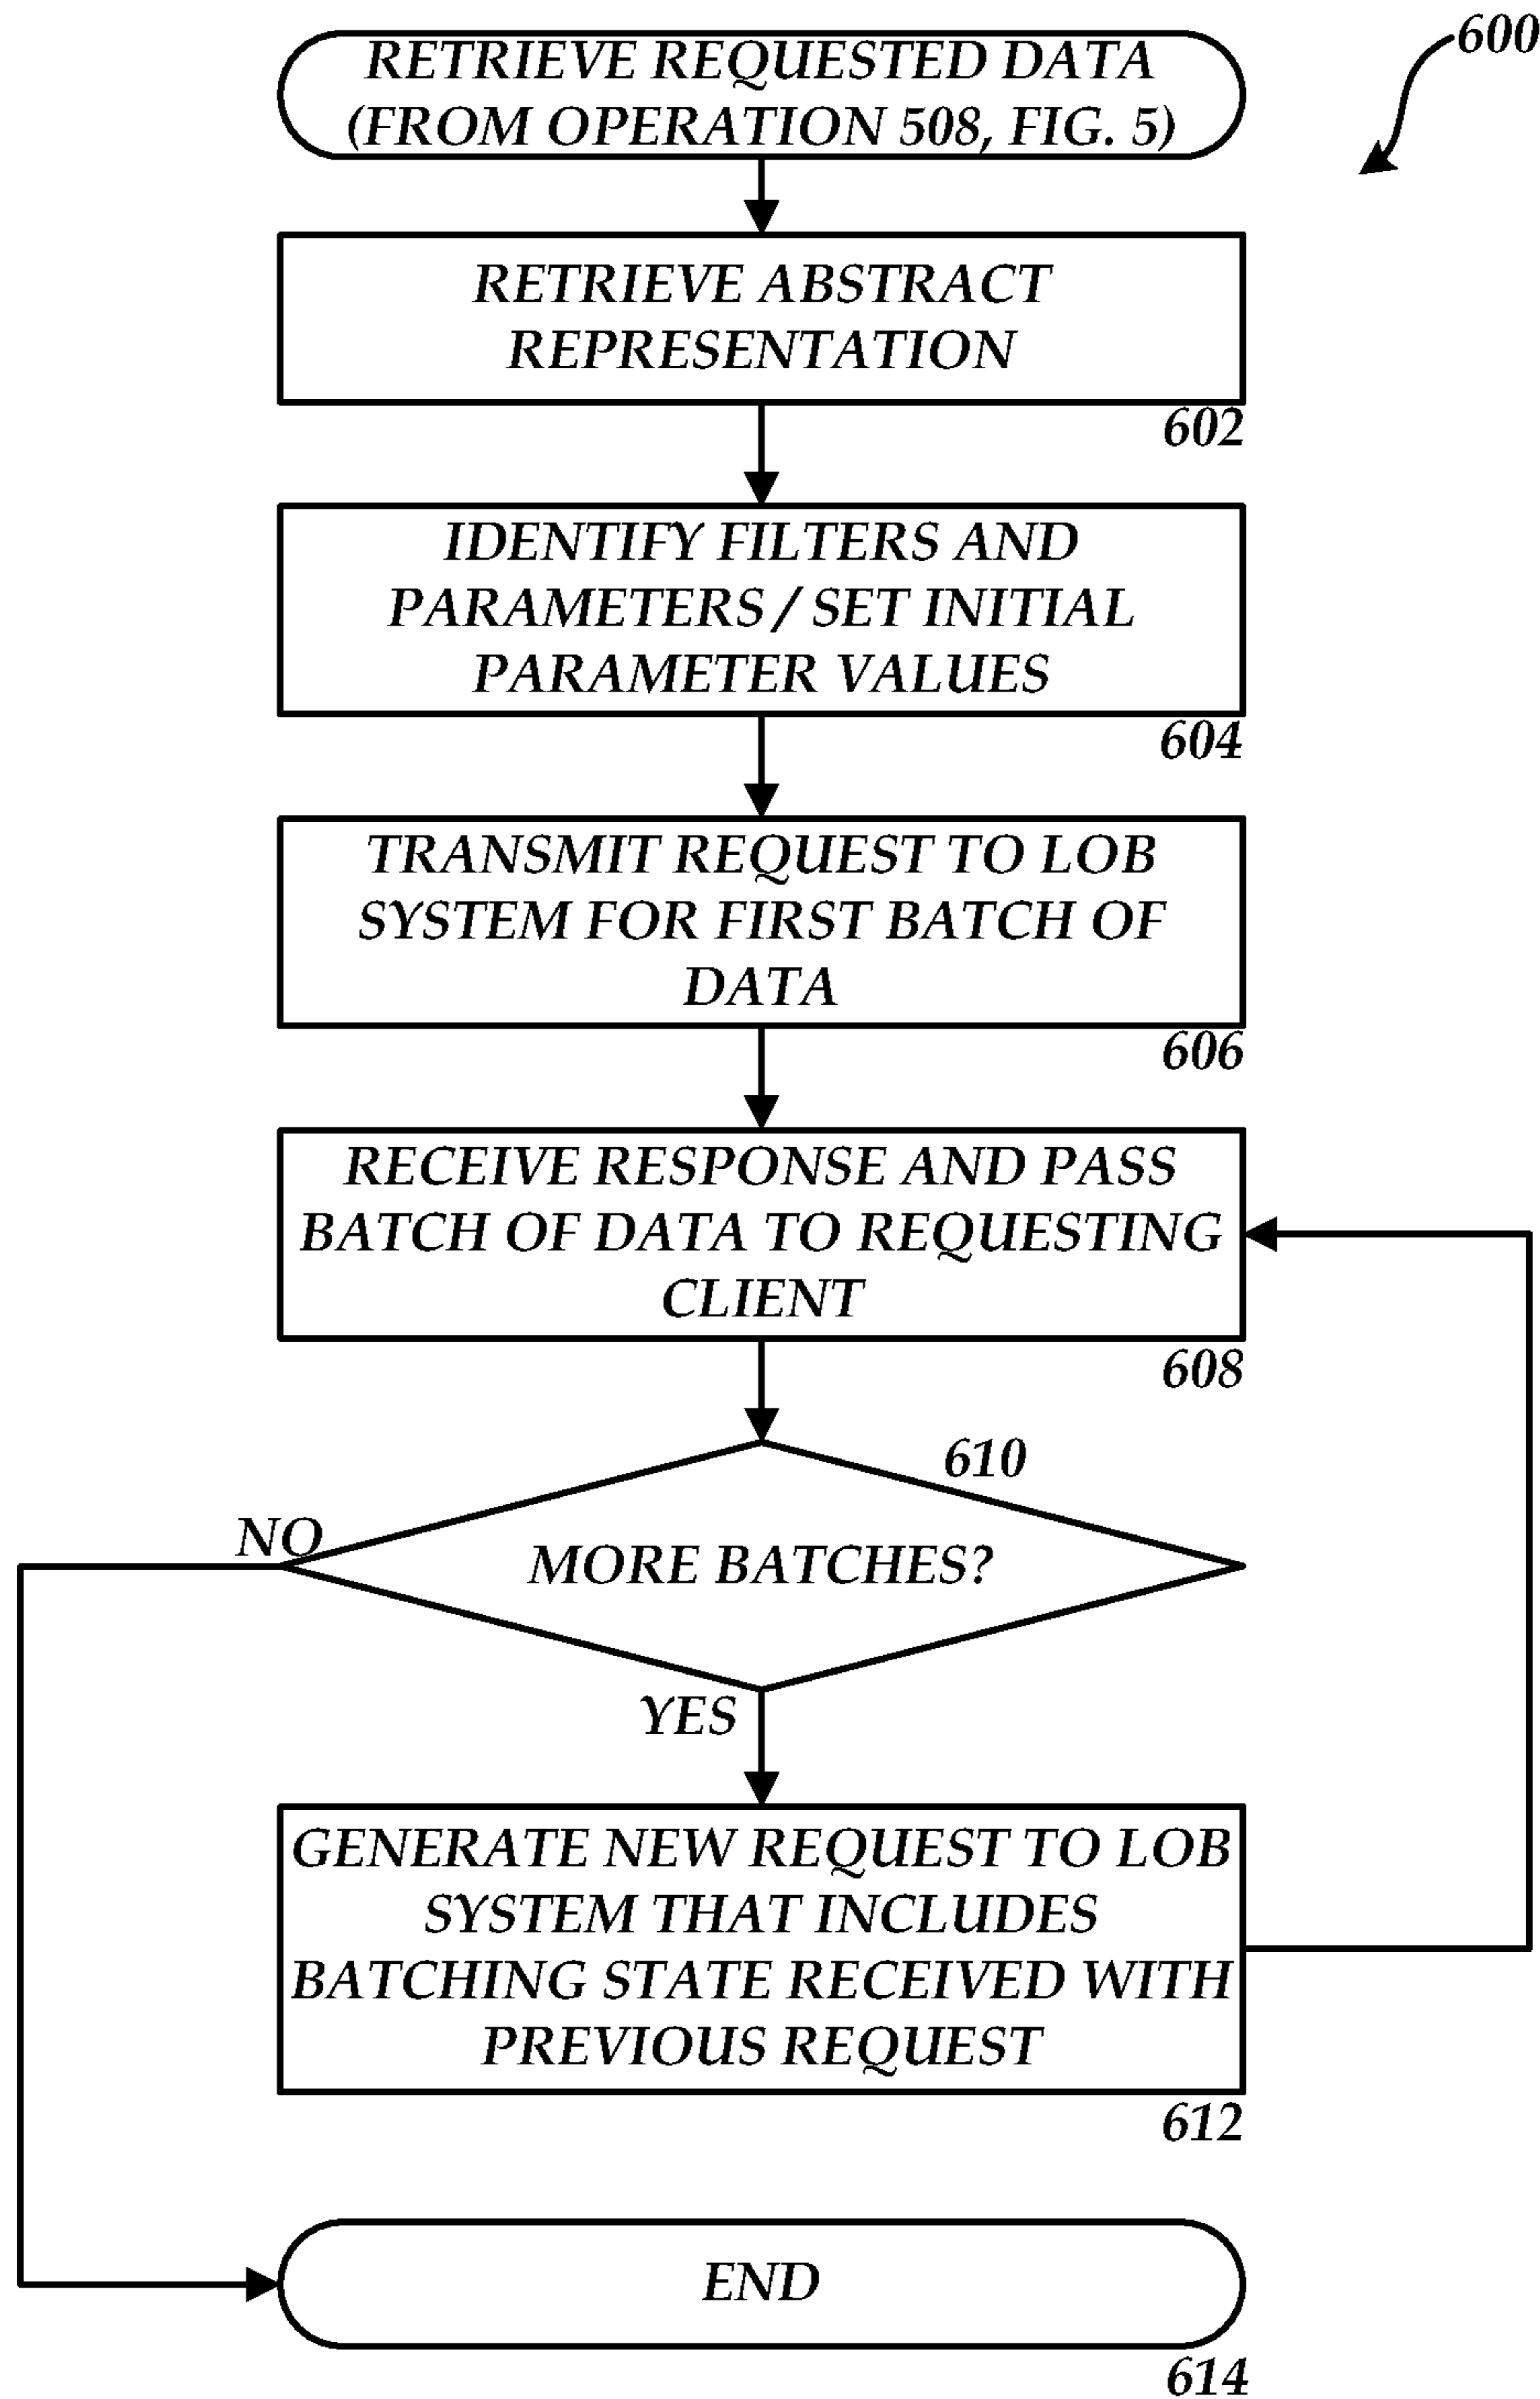 600
RETRIEVE REQUESTED DATA
(FROM OPERATION 508, FIG. 5)
RETRIEVE ABSTRACT
REPRESENTATION
602
IDENTIFY FILTERS AND
PARAMETERS / SET INITIAL
PARAMETER VALUES
604
TRANSMIT REQUEST TO LOB
SYSTEM FOR FIRST BATCH OF
DATA
606
RECEIVE RESPONSE AND PASS
BATCH OF DATA TO REQUESTING
CLIENT
608
610
NO
MORE BATCHES?
YES
GENERATE NEW REQUEST TO LOB
SYSTEM THAT INCLUDES
BATCHING STATE RECEIVED WITH
PREVIOUS REQUEST
612
END
614